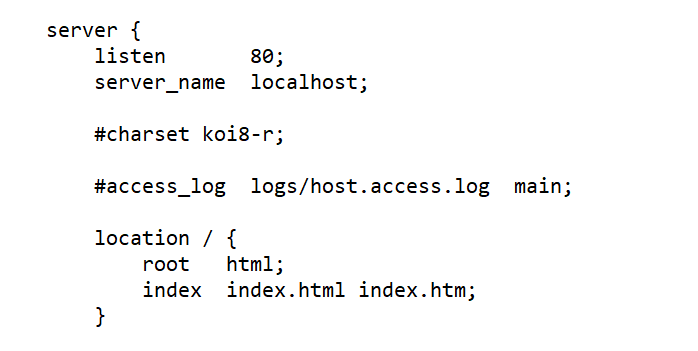 server {
    listen       80;
    server_name  localhost;

    #charset koi8-r;

    #access_log  logs/host.access.log  main;

    location / {
        root   html;
        index  index.html index.htm;
    }